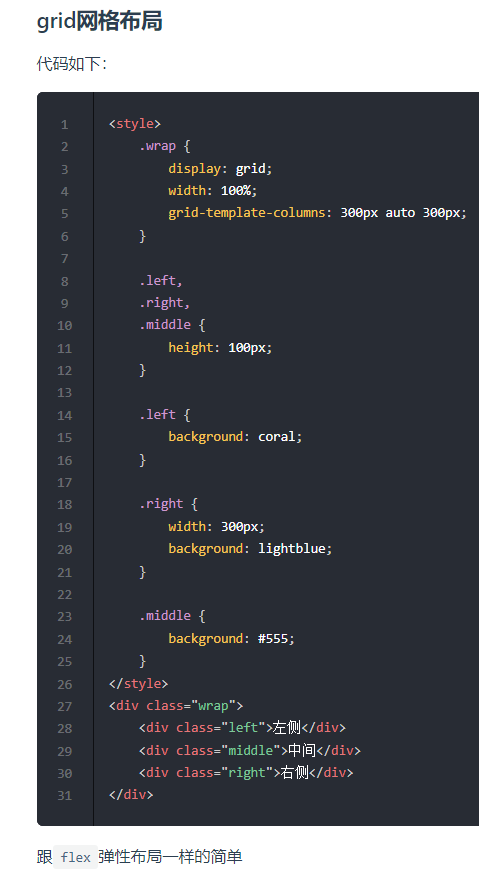 grid网格布局
代码如下：
1 <style>
2     .wrap {
3         display: grid;
4         width: 100%;
5         grid-template-columns: 300px auto 300px;
6     }
7
8     .left,
9     .right,
10     .middle {
11         height: 100px;
12     }
13
14     .left {
15         background: coral;
16     }
17
18     .right {
19         width: 300px;
20         background: lightblue;
21     }
22
23     .middle {
24         background: #555;
25     }
26 </style>
27 <div class="wrap">
28     <div class="left">左侧</div>
29     <div class="middle">中间</div>
30     <div class="right">右侧</div>
31 </div>
跟 flex 弹性布局一样的简单